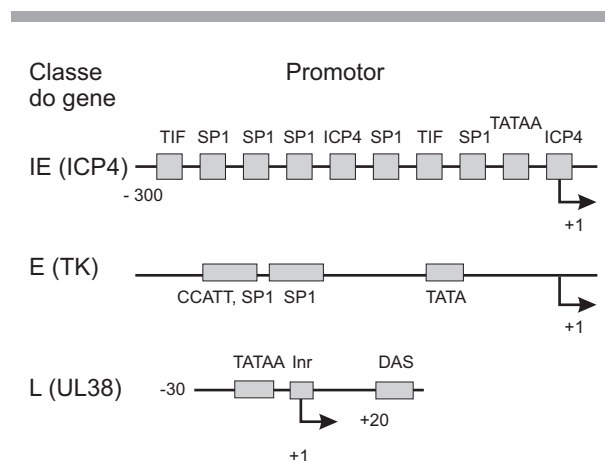 Classe
do gene
Promotor
TIF SP1 SP1 SP1 ICP4 SP1 TIF SP1 TATAA ICP4
IE (ICP4)
- 300
+1
E (TK)
CCATT, SP1 SP1 TATA
+1
TATAA Inr DAS
L (UL38) -30
+20
+1